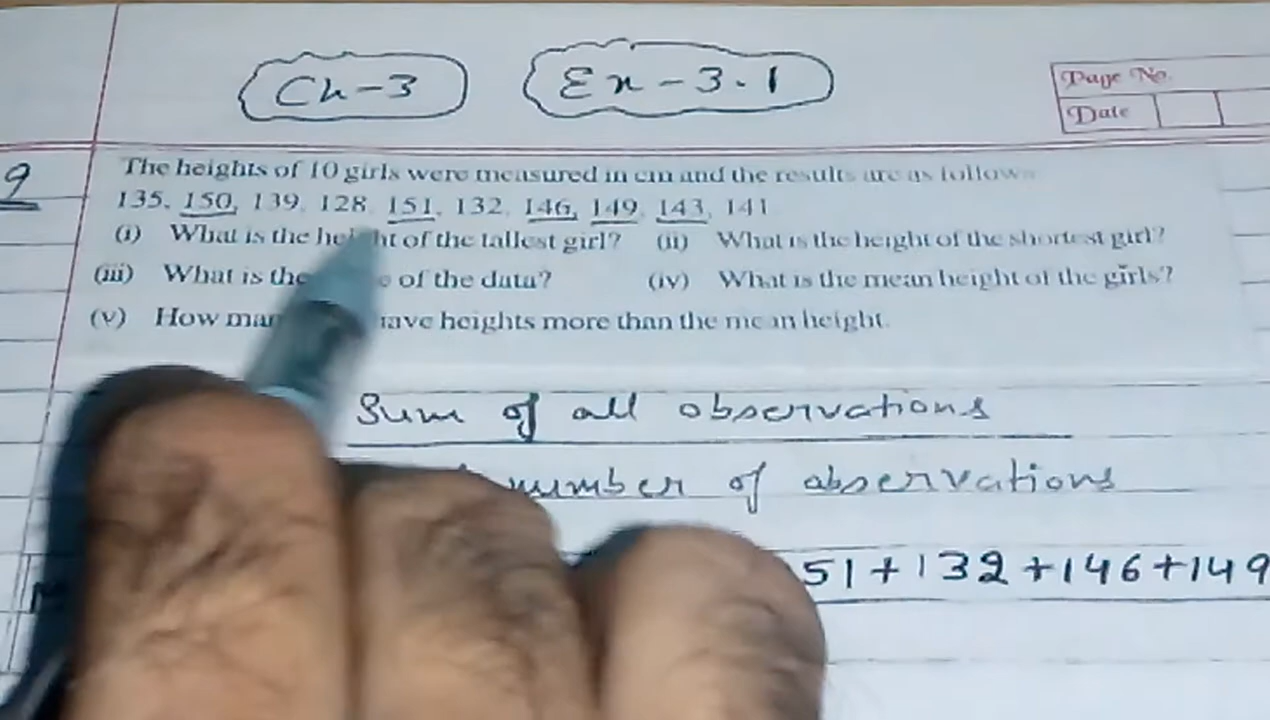 Ch-3 Ex-3.1
Page No.
Date
9 The heights of 10 girls were measured in cm and the results are as follow
135, 150, 139, 128, 151, 132, 146, 149, 143, 141
(i) What is the height of the tallest girl? (ii) What is the height of the shortest girl?
(iii) What is the of the data? (iv) What is the mean height of the girls?
(v) How heights more than the mean height.
Sum of all observations
number of observations
51+132+146+149